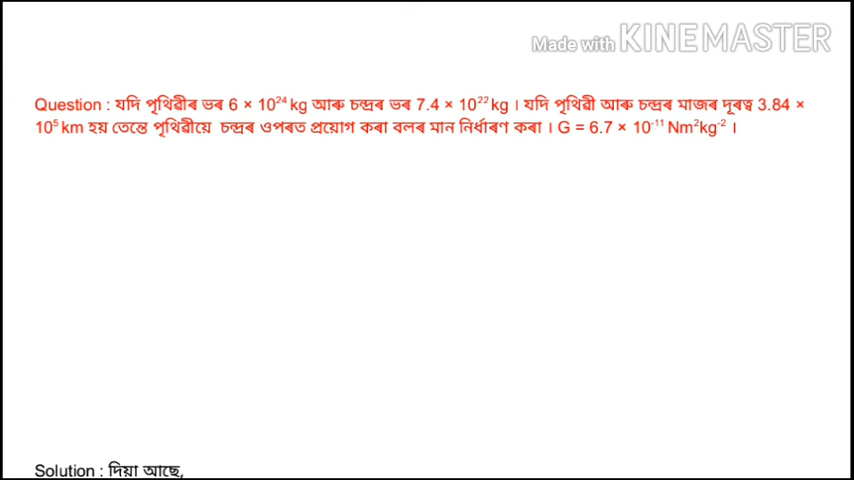 Made with KINEMASTER
Question : যদি পৃথিৱীৰ ভৰ 6 × 10²⁴ kg আৰু চন্দ্ৰৰ ভৰ 7.4 × 10²² kg । যদি পৃথিৱী আৰু চন্দ্ৰৰ মাজৰ দূৰত্ব 3.84 ×
10⁵ km হয় তেন্তে পৃথিৱীয়ে চন্দ্ৰৰ ওপৰত প্ৰয়োগ কৰা বলৰ মান নিৰ্ধাৰণ কৰা । G = 6.7 × 10⁻¹¹ Nm²kg⁻² ।
Solution : দিয়া আছে,